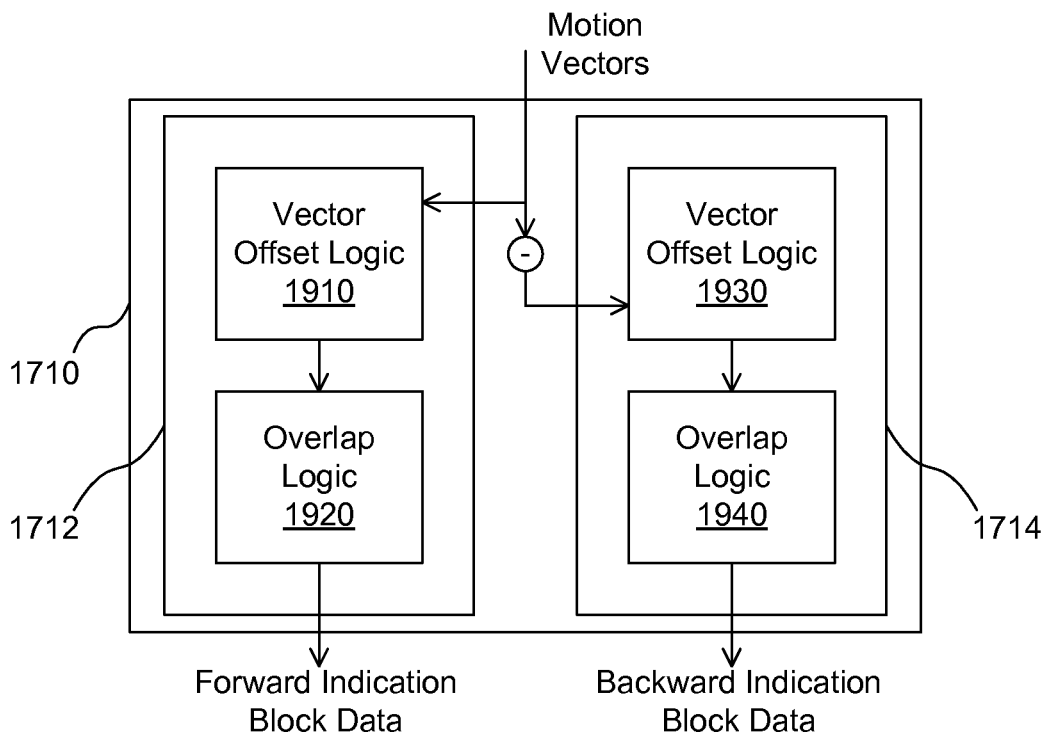 Motion
Vectors
Vector
Offset Logic
1910
-
Vector
Offset Logic
1930
1710
Overlap
Logic
1920
Overlap
Logic
1940
1712
1714
Forward Indication
Block Data
Backward Indication
Block Data